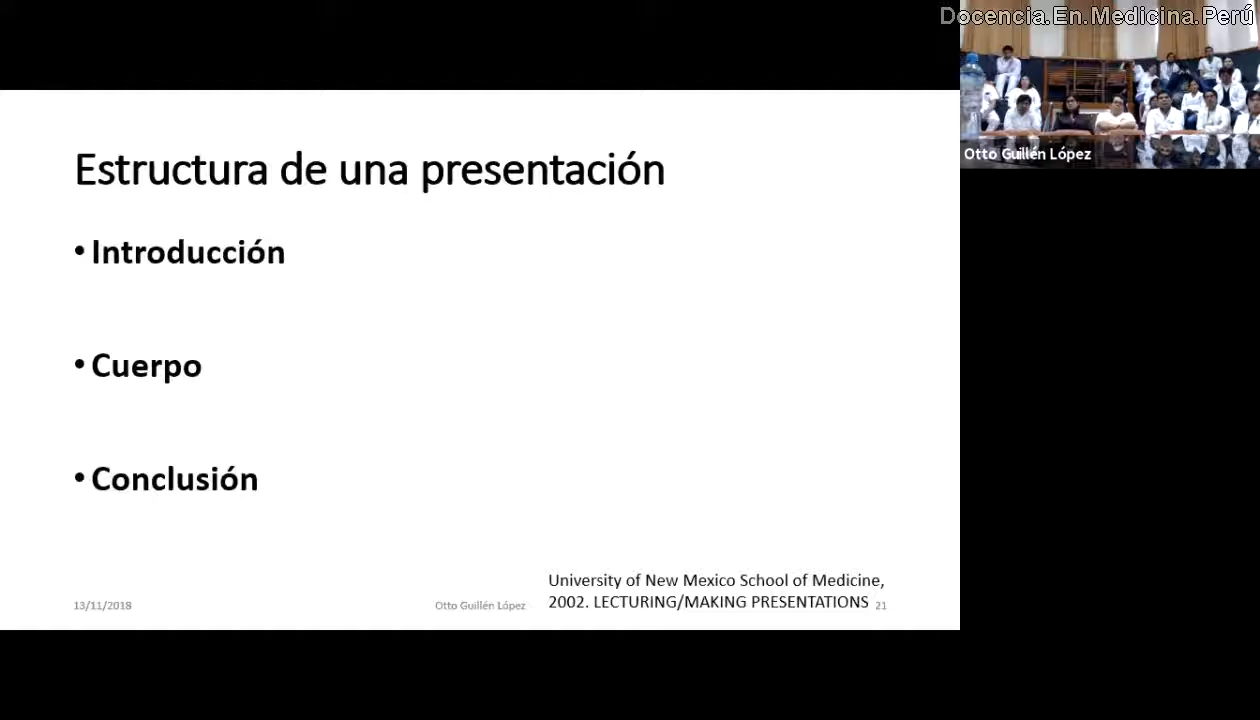 Docencia.En.Medicina.Perú
Otto Guillén López
Estructura de una presentación
• Introducción
• Cuerpo
• Conclusión
University of New Mexico School of Medicine,
2002. LECTURING/MAKING PRESENTATIONS
13/11/2018
Otto Guillén López
21